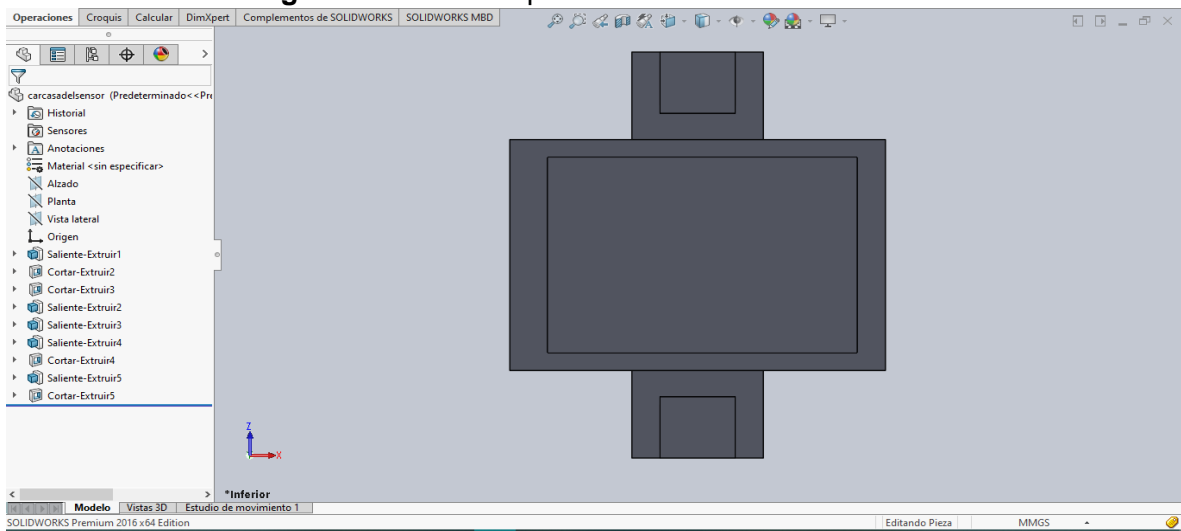 Operaciones Croquis Calcular DimXpert Complementos de SOLIDWORKS SOLIDWORKS MBD
carcasadelsensor (Predeterminado<<Pre
Historial
Sensores
Anotaciones
Material <sin especificar>
Alzado
Planta
Vista lateral
Origen
Saliente-Extruir1
Cortar-Extruir2
Cortar-Extruir3
Saliente-Extruir2
Saliente-Extruir3
Saliente-Extruir4
Cortar-Extruir4
Saliente-Extruir5
Cortar-Extruir5
Z
X
*Inferior
Modelo Vistas 3D Estudio de movimiento 1
SOLIDWORKS Premium 2016 x64 Edition Editando Pieza MMGS